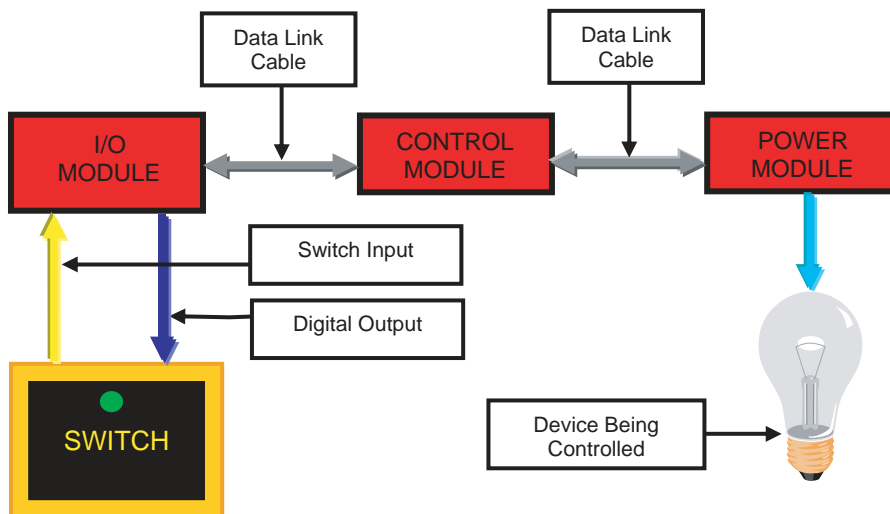 Data Link
Cable
Data Link
Cable
I/O
MODULE
CONTROL
MODULE
POWER
MODULE
Switch Input
Digital Output
SWITCH
Device Being
Controlled